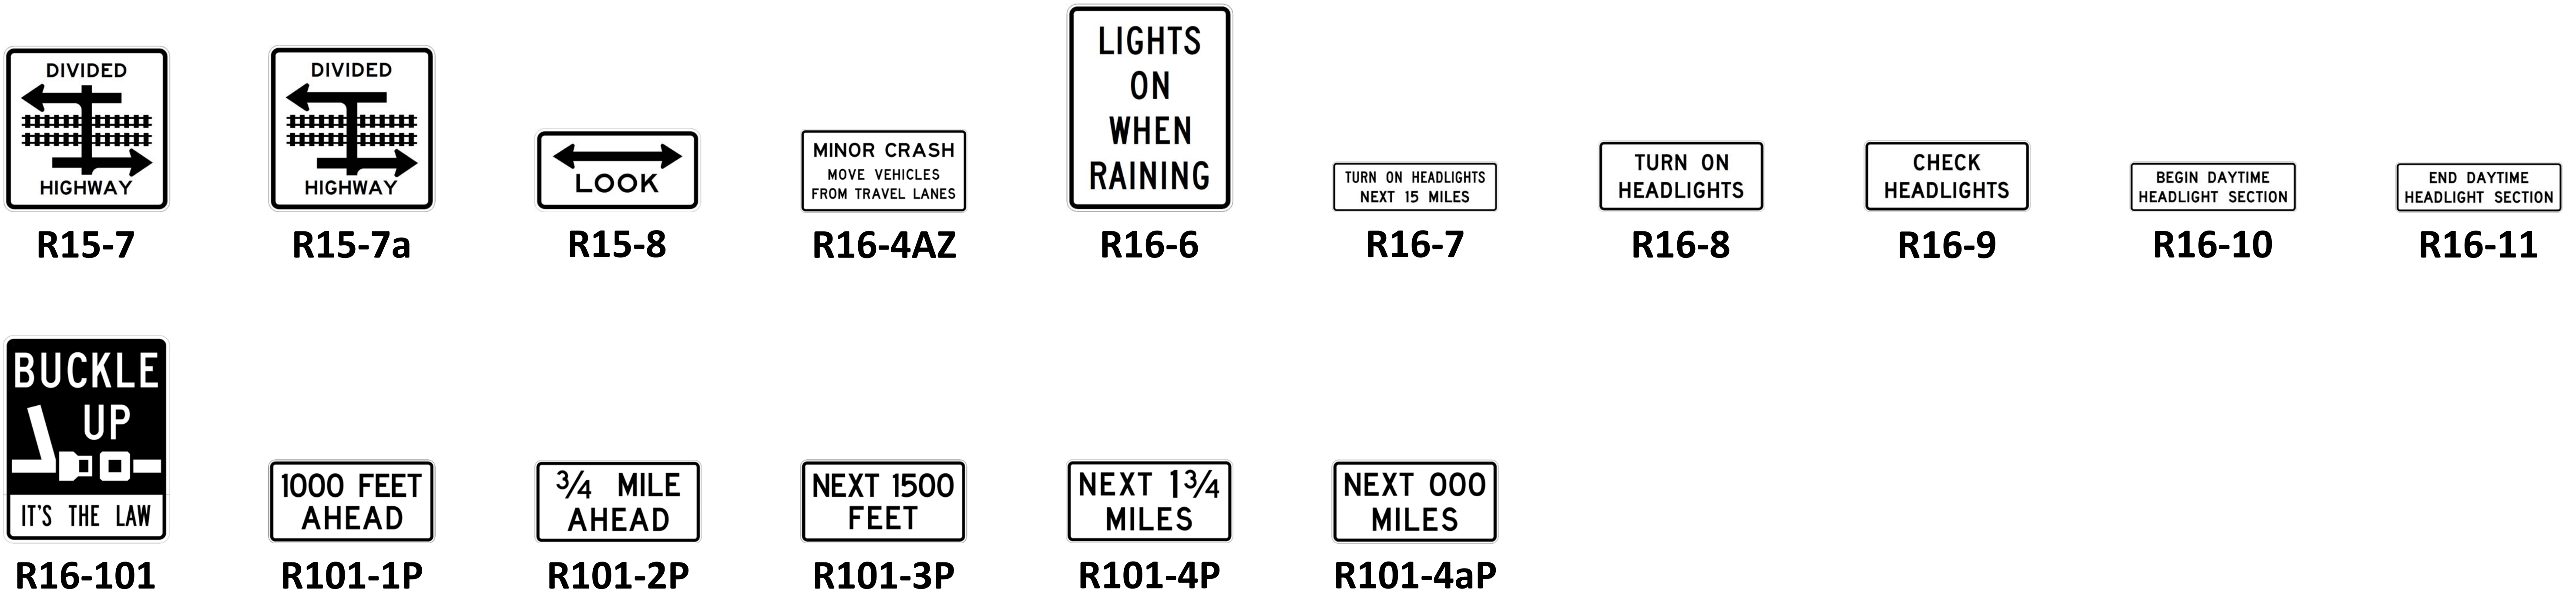 DIVIDED
HIGHWAY
R15-7
DIVIDED
HIGHWAY
R15-7a
LOOK
R15-8
MINOR CRASH
MOVE VEHICLES
FROM TRAVEL LANES
R16-4AZ
LIGHTS
ON
WHEN
RAINING
R16-6
TURN ON HEADLIGHTS
NEXT 15 MILES
R16-7
TURN ON
HEADLIGHTS
R16-8
CHECK
HEADLIGHTS
R16-9
BEGIN DAYTIME
HEADLIGHT SECTION
R16-10
END DAYTIME
HEADLIGHT SECTION
R16-11
BUCKLE
UP
IT'S THE LAW
R16-101
1000 FEET
AHEAD
R101-1P
¾ MILE
AHEAD
R101-2P
NEXT 1500
FEET
R101-3P
NEXT 1¾
MILES
R101-4P
NEXT 000
MILES
R101-4aP